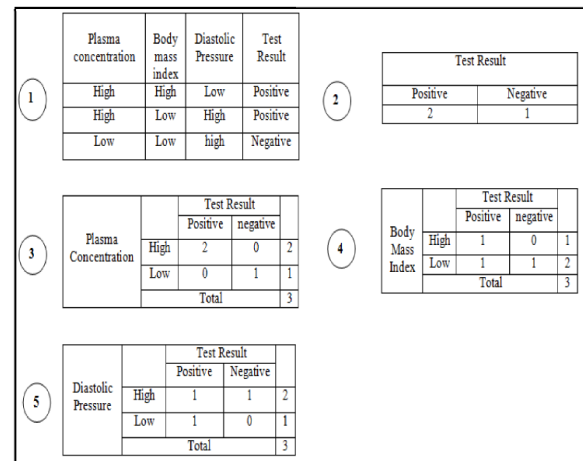 Plasma concentration Body mass index Diastolic Pressure Test Result
High High Low Positive
High Low High Positive
Low Low high Negative
1
2
Test Result
Positive Negative
2 1
3
Plasma Concentration
Test Result
Positive negative
High 2 0 2
Low 0 1 1
Total 3
4
Body Mass Index
Test Result
Positive negative
High 1 0 1
Low 1 1 2
Total 3
5
Diastolic Pressure
Test Result
Positive Negative
High 1 1 2
Low 1 0 1
Total 3